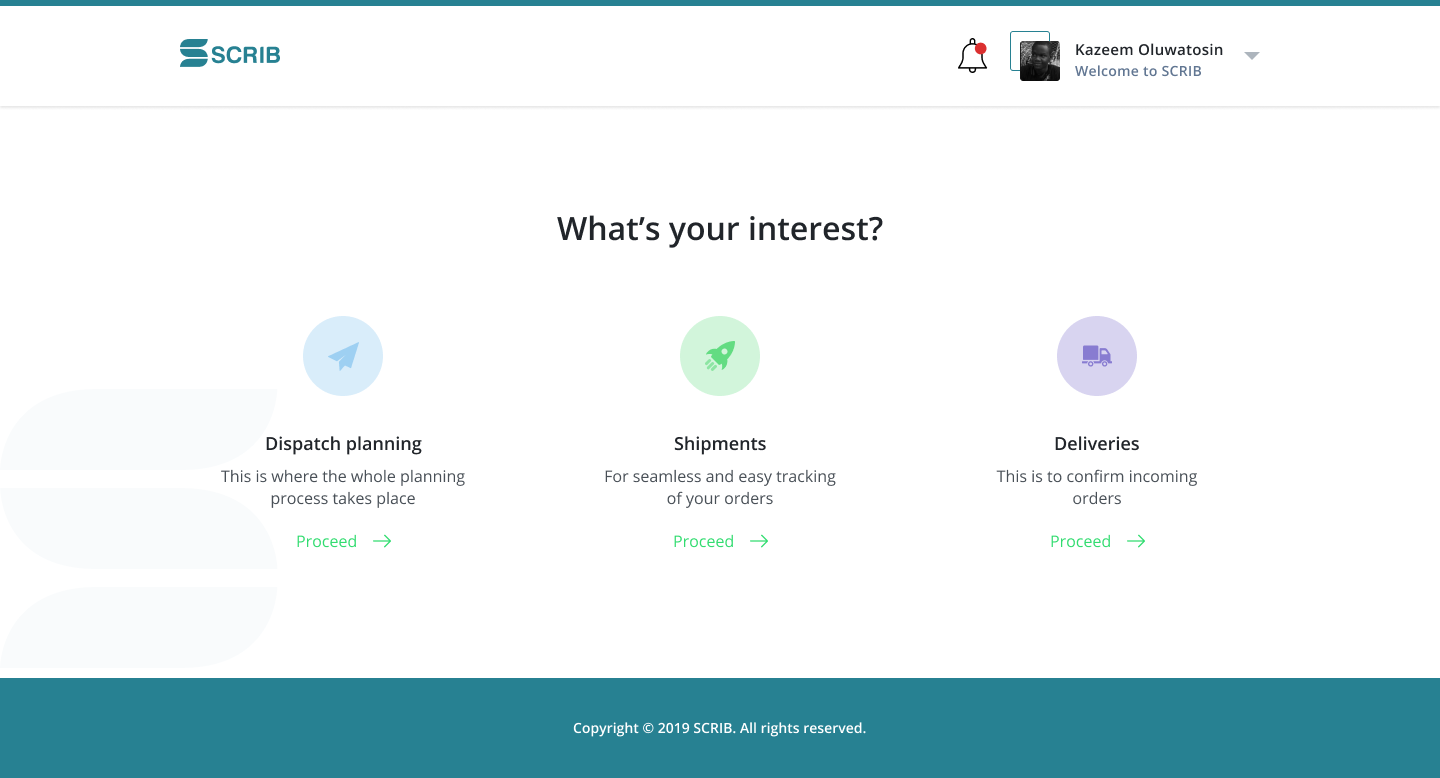 SCRIB
Kazeem Oluwatosin
Welcome to SCRIB
What’s your interest?
Dispatch planning
This is where the whole planning
process takes place
Proceed
Shipments
For seamless and easy tracking
of your orders
Proceed
Deliveries
This is to confirm incoming
orders
Proceed
Copyright © 2019 SCRIB. All rights reserved.